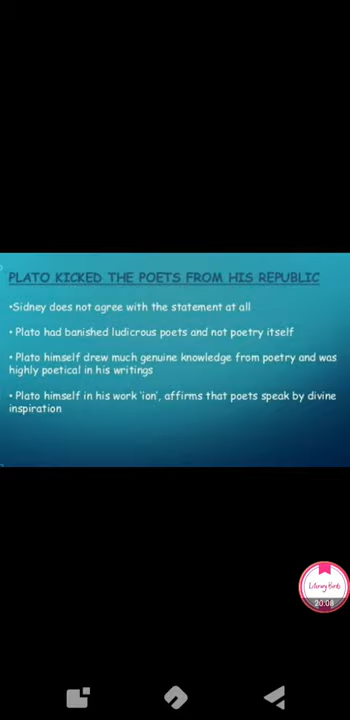 PLATO KICKED THE POETS FROM HIS REPUBLIC
•Sidney does not agree with the statement at all
• Plato had banished ludicrous poets and not poetry itself
• Plato himself drew much genuine knowledge from poetry and was
highly poetical in his writings
• Plato himself in his work 'ion', affirms that poets speak by divine
inspiration
20:08